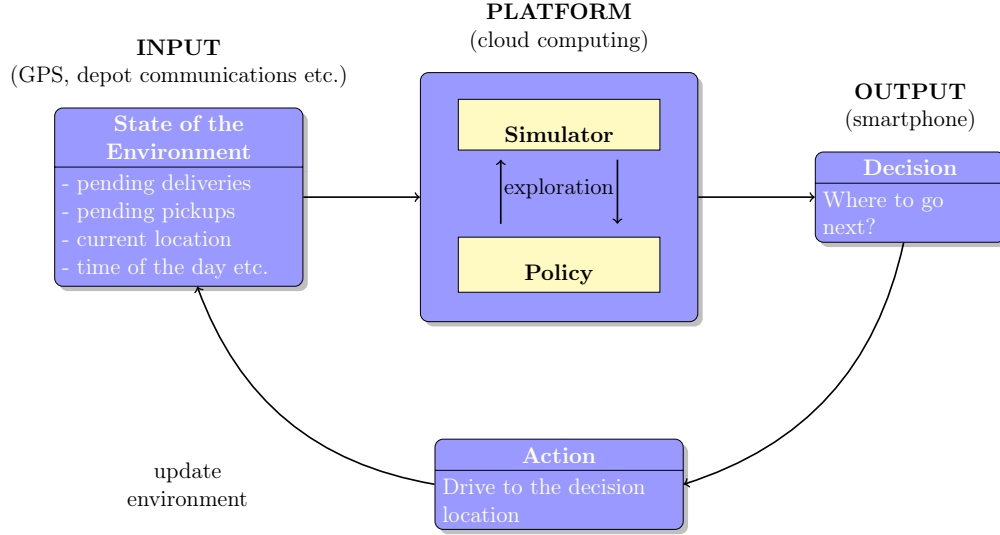 INPUT
(GPS, depot communications etc.)
State of the
Environment
- pending deliveries
- pending pickups
- current location
- time of the day etc.
PLATFORM
(cloud computing)
Simulator
exploration
Policy
OUTPUT
(smartphone)
Decision
Where to go
next?
Action
Drive to the decision
location
update
environment